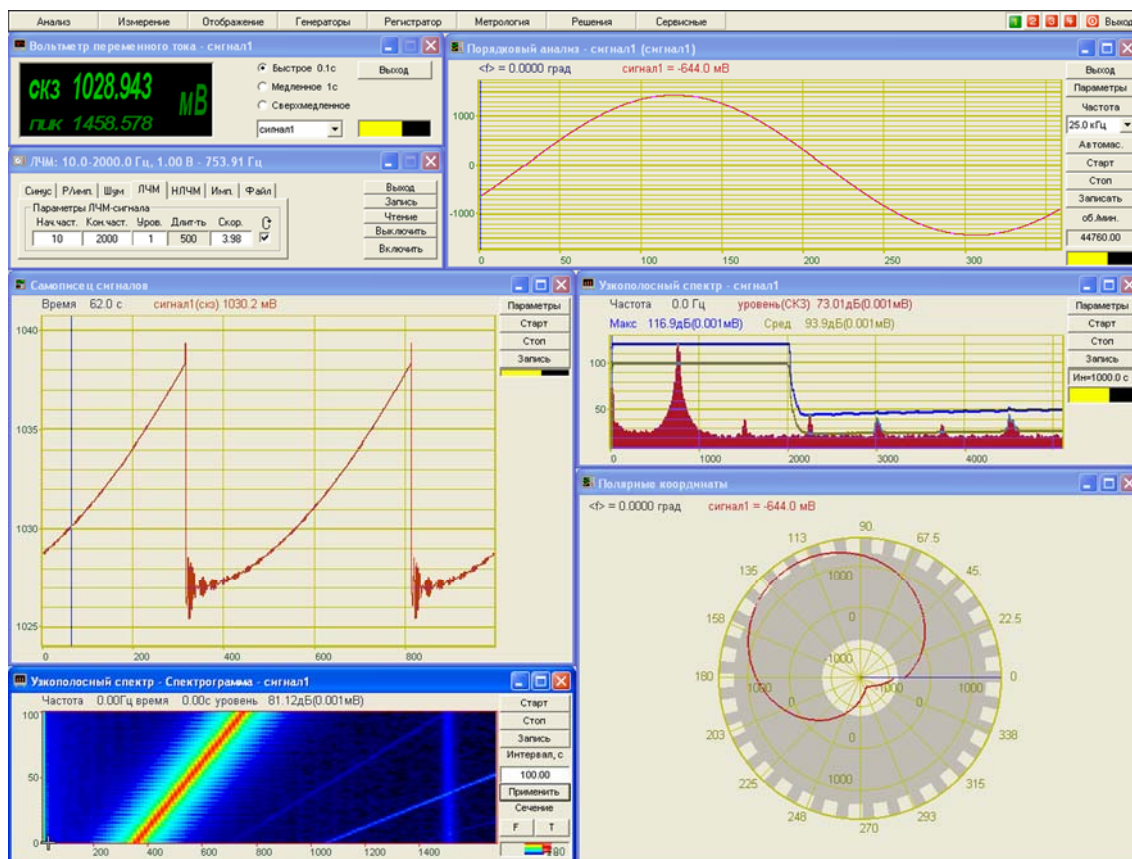 Анализ Измерение Отображение Генераторы Регистратор Метрология Решения Сервисные 1 2 3 4 Выход
Вольтметр переменного тока - сигнал1
скз 1028.943 мВ
пик 1458.578
Быстрое 0.1с
Медленное 1с
Сверхмедленное
сигнал1
Выход
ЛЧМ: 10.0-2000.0 Гц, 1.00 В - 753.91 Гц
Синус Р/имп. Шум ЛЧМ НЛЧМ Имп. Файл
Параметры ЛЧМ-сигнала
Нач.част. Кон.част. Уров. Длит-ть Скор.
10 2000 1 500 3.98
Выход
Запись
Чтение
Выключить
Включить
Порядковый анализ - сигнал1 (сигнал1)
<f> = 0.0000 град сигнал1 = -644.0 мВ
1000
0
-1000
0 50 100 150 200 250 300
Выход
Параметры
Частота
25.0 кГц
Автомас.
Старт
Стоп
Записать
об./мин.
44760.00
Самописец сигналов
Время 62.0 с сигнал1(скз) 1030.2 мВ
1040
1035
1030
1025
0 200 400 600 800
Параметры
Старт
Стоп
Запись
Узкополосный спектр - сигнал1
Частота 0.0 Гц уровень(СКЗ) 73.01дБ(0.001мВ)
Макс 116.9дБ(0.001мВ) Сред 93.9дБ(0.001мВ)
100
50
0 1000 2000 3000 4000
Параметры
Старт
Стоп
Запись
Ин=1000.0 с
Полярные координаты
<f> = 0.0000 град сигнал1 = -644.0 мВ
90. 67.5 45. 22.5 0 338 315 293 270 248 225 203 180 158 135 113
1000
0
-1000
0
1000
1000 0 -1000 0 1000
Узкополосный спектр - Спектрограмма - сигнал1
Частота 0.00Гц время 0.00с уровень 81.12дБ(0.001мВ)
100
50
0
200 400 600 800 1000 1200 1400
Старт
Стоп
Запись
Интервал, с
100.00
Применить
Сечение
F T